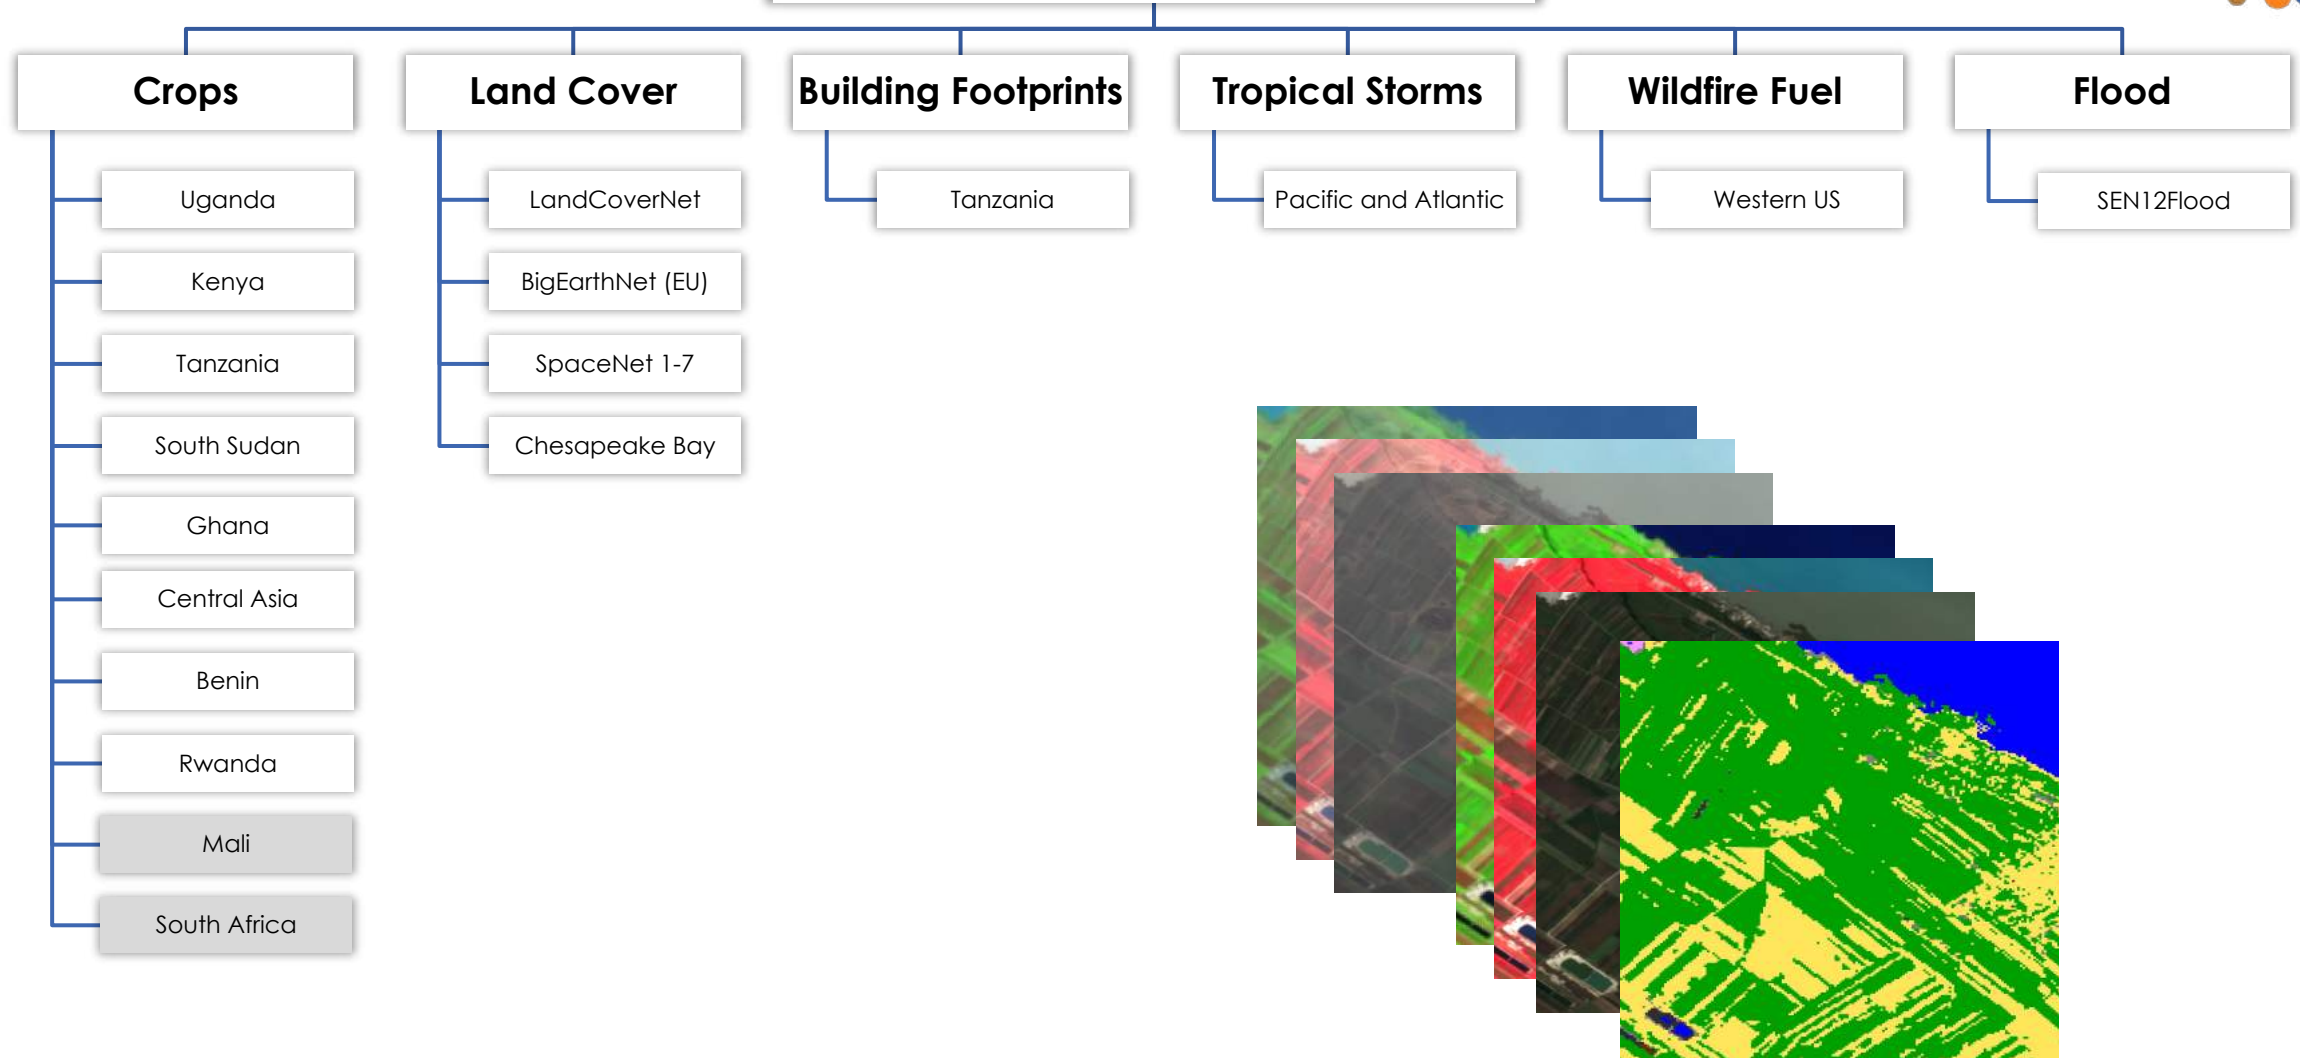 Crops
Land Cover
Building Footprints
Tropical Storms
Wildfire Fuel
Flood
Uganda
Kenya
Tanzania
South Sudan
Ghana
Central Asia
Benin
Rwanda
Mali
South Africa
LandCoverNet
BigEarthNet (EU)
SpaceNet 1-7
Chesapeake Bay
Tanzania
Pacific and Atlantic
Western US
SEN12Flood